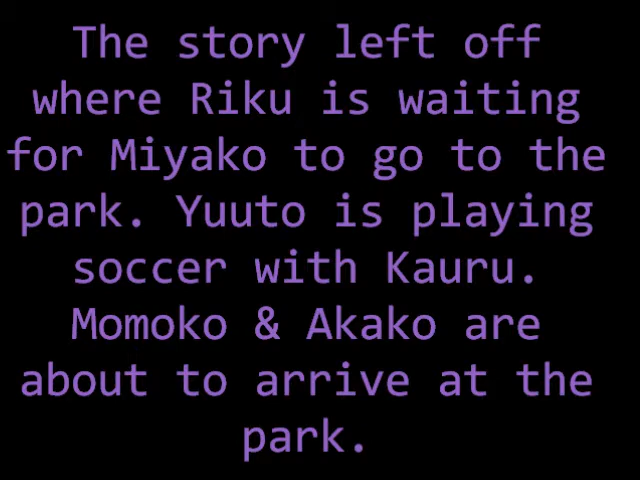 The story left off
where Riku is waiting
for Miyako to go to the
park. Yuuto is playing
soccer with Kauru.
Momoko & Akako are
about to arrive at the
park.